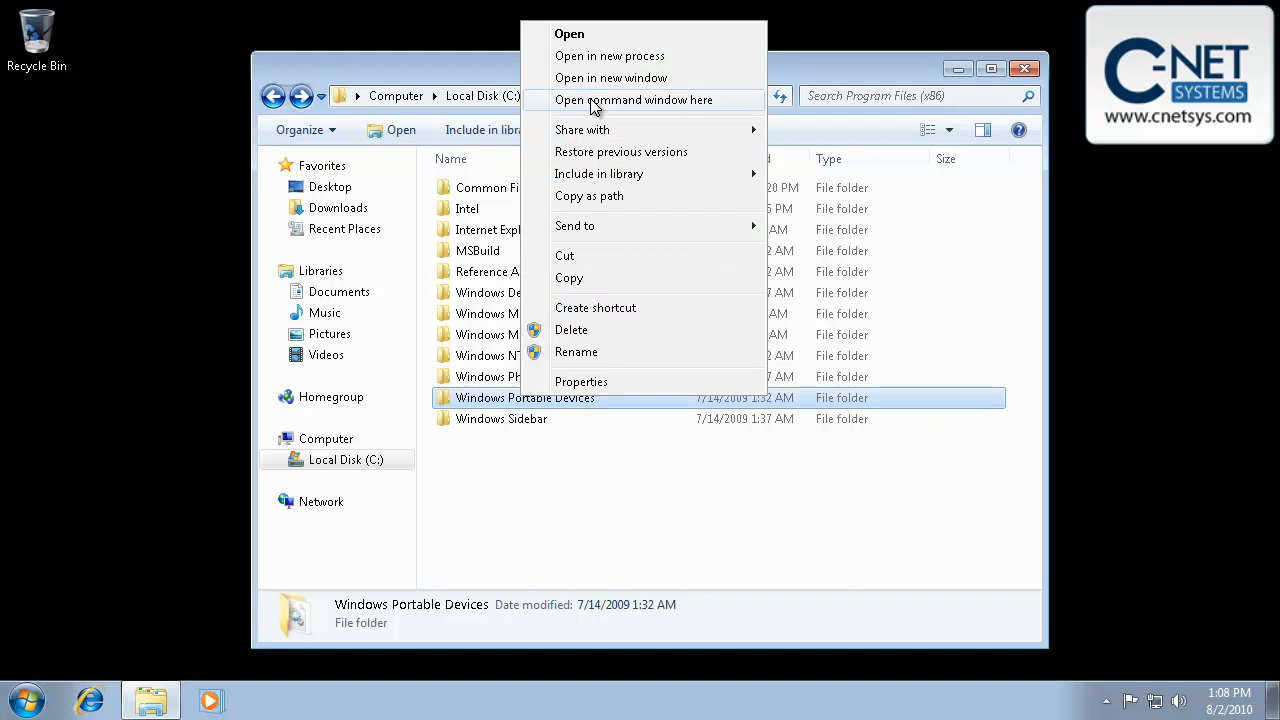 Recycle Bin
C-NET
SYSTEMS
www.cnetsys.com
Computer
Local Disk (C:)
Search Program Files (x86)
Organize
Open
Include in libra
Name
Type
Size
Favorites
Desktop
Downloads
Recent Places
Libraries
Documents
Music
Pictures
Videos
Homegroup
Computer
Local Disk (C:)
Network
Open
Open in new process
Open in new window
Open command window here
Share with
Restore previous versions
Include in library
Copy as path
Send to
Cut
Copy
Create shortcut
Delete
Rename
Properties
Common Fi
PM File folder
Intel
PM File folder
Internet Expl
AM File folder
MSBuild
AM File folder
Reference A
AM File folder
Windows De
AM File folder
Windows M
AM File folder
Windows M
AM File folder
Windows NT
AM File folder
Windows Ph
AM File folder
Windows Portable Devices 7/14/2009 1:32 AM File folder
Windows Sidebar 7/14/2009 1:37 AM File folder
Windows Portable Devices Date modified: 7/14/2009 1:32 AM
File folder
1:08 PM
8/2/2010